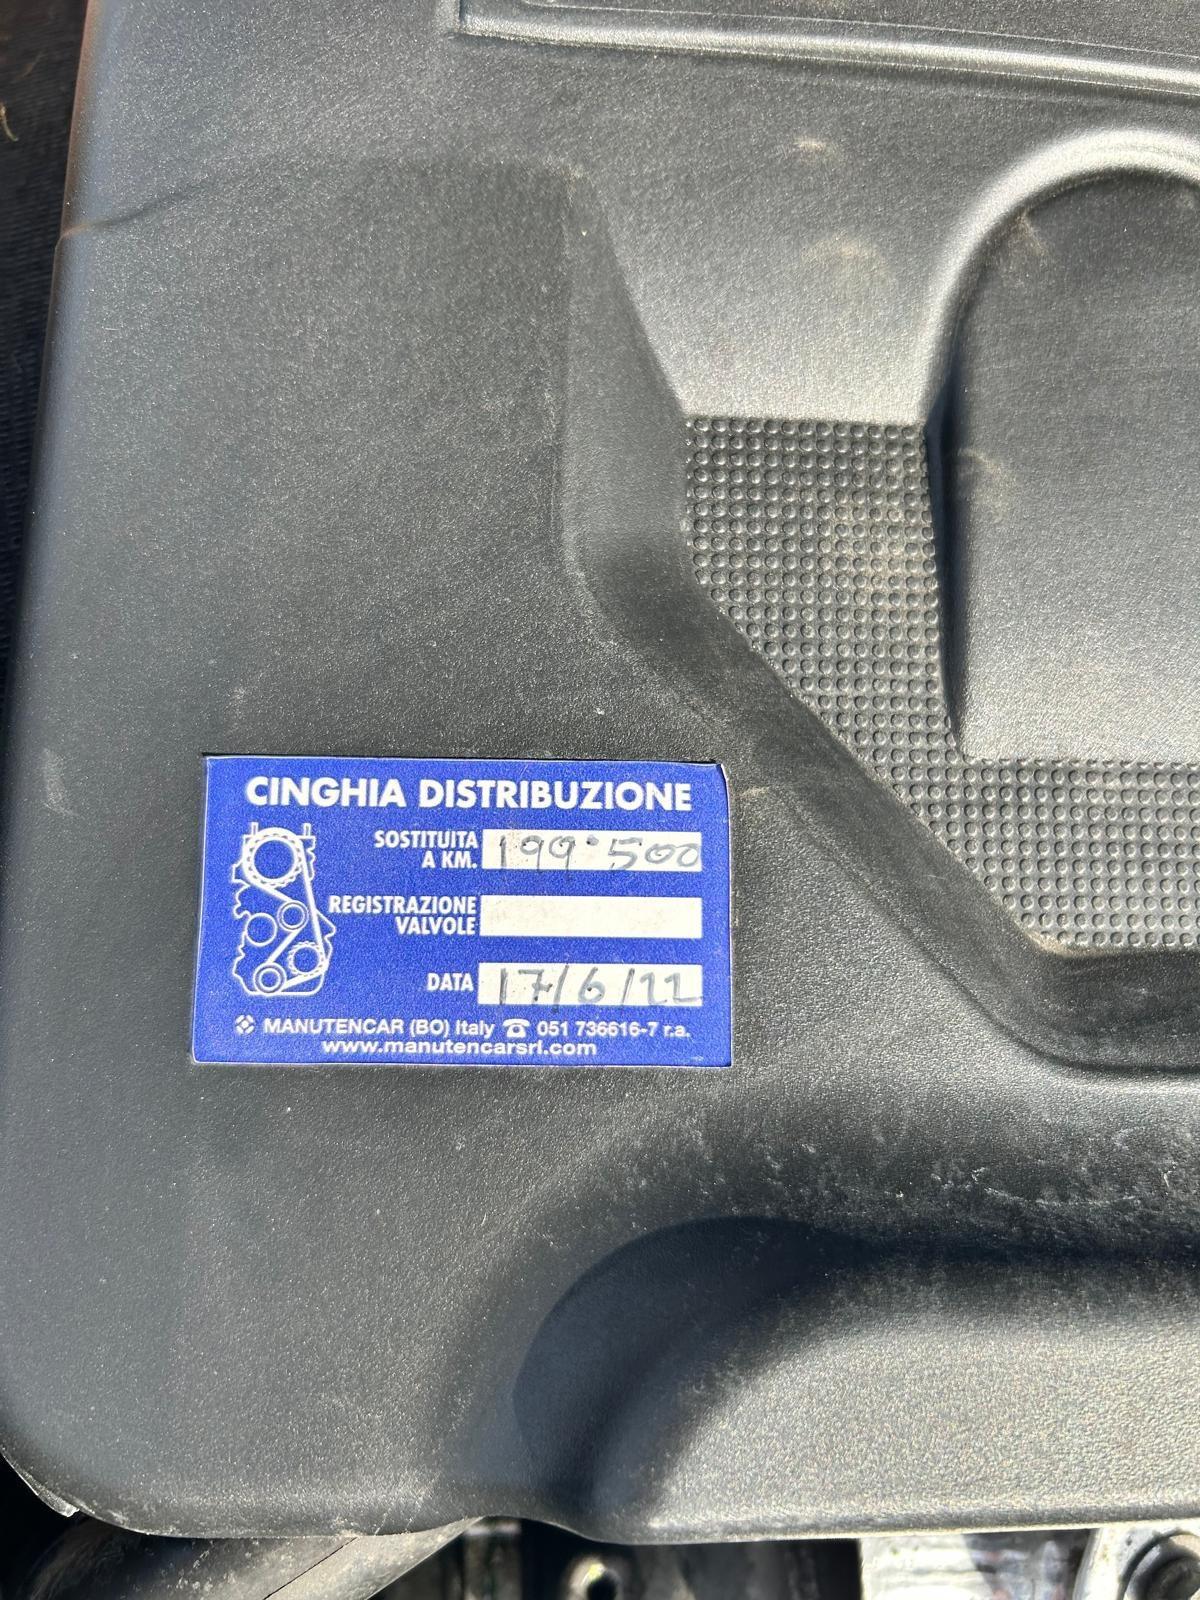 CINGHIA DISTRIBUZIONE
SOSTITUITA
A KM. 199.500
REGISTRAZIONE
VALVOLE
DATA 17/6/22
MANUTENCAR (BO) Italy ☎ 051 736616-7 r.a.
www.manutencarsrl.com